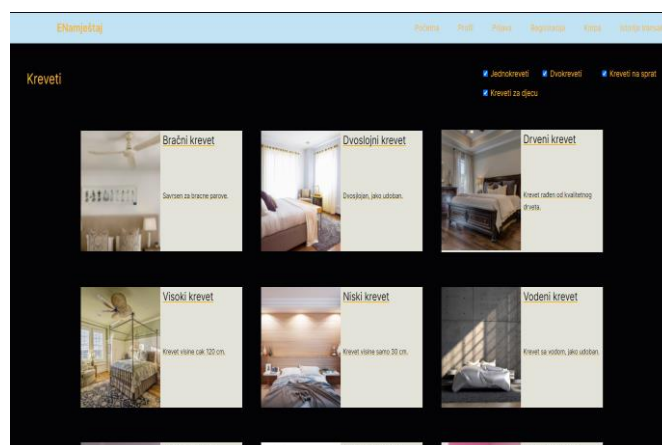 ENamještaj
Početna Profil Prijava Registracija Korpa
Kreveti
Jednokreveti Dvokreveti Kreveti na sprat
Kreveti za djecu
Bračni krevet
Savrsen za bracne parove.
Dvoslojni krevet
Dvoslojan, jako udoban.
Drveni krevet
Krevet rađen od kvalitetnog
drveta.
Visoki krevet
Krevet visine cak 120 cm.
Niski krevet
Krevet visine samo 30 cm.
Vodeni krevet
Krevet sa vodom, jako udoban.